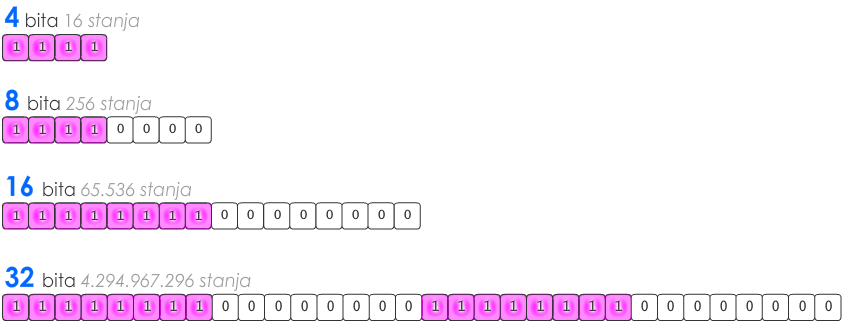 4 bita 16 stanja
1 1 1 1
8 bita 256 stanja
1 1 1 1 0 0 0 0
16 bita 65.536 stanja
1 1 1 1 1 1 1 1 0 0 0 0 0 0 0 0
32 bita 4.294.967.296 stanja
1 1 1 1 1 1 1 1 0 0 0 0 0 0 0 0 1 1 1 1 1 1 1 1 0 0 0 0 0 0 0 0